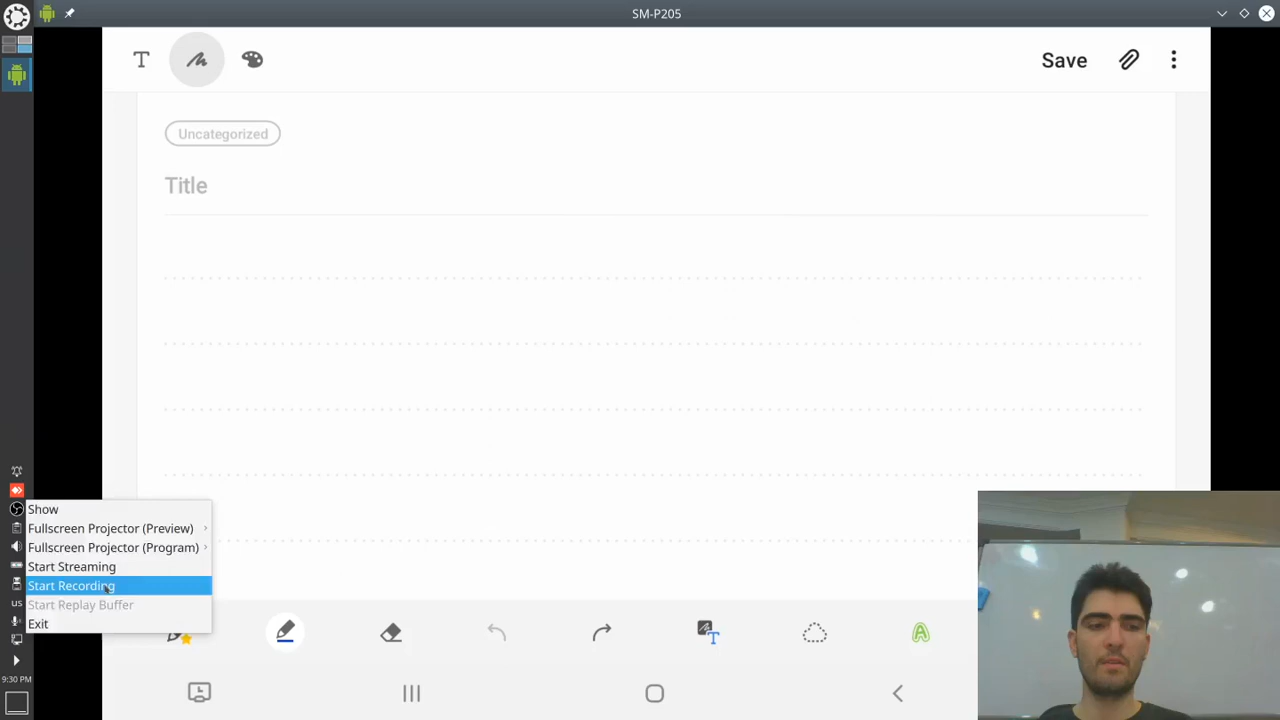 SM-P205
T
Save
Uncategorized
Title
Show
Fullscreen Projector (Preview)
Fullscreen Projector (Program)
Start Streaming
Start Recording
Start Replay Buffer
Exit
US
9:30 PM